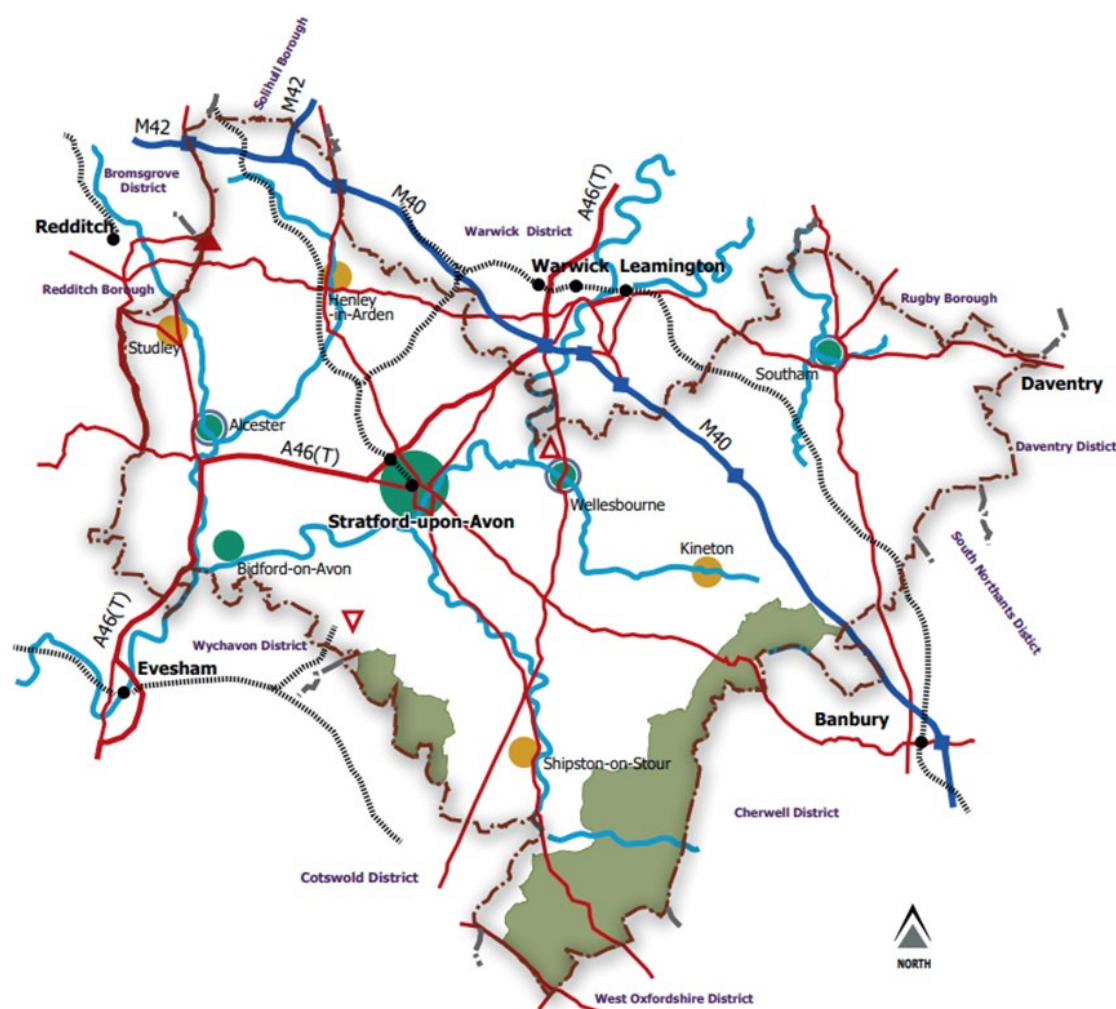 Solihull Borough
M42
M42
Bromsgrove
District
A46(T)
Redditch
M40
Warwick District
Warwick
Leamington
Redditch Borough
Henley
-in-Arden
Rugby Borough
Studley
Southam
Daventry
Alcester
A46(T)
M40
Daventry Distict
Wellesbourne
Stratford-upon-Avon
Kineton
Bidford-on-Avon
South Northants Distict
A46(T)
Wychavon District
Evesham
Banbury
Shipston-on-Stour
Cherwell District
Cotswold District
NORTH
West Oxfordshire District